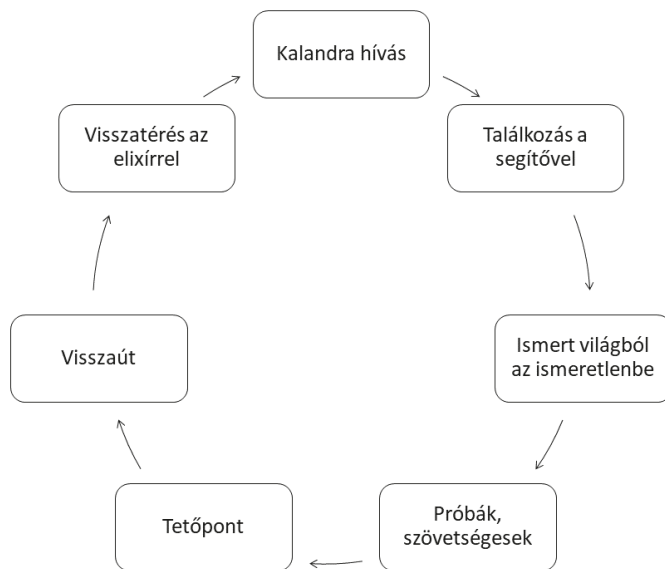 Kalandra hívás
Találkozás a
segítővel
Ismert világból
az ismeretlenbe
Próbák,
szövetségesek
Tetőpont
Visszaút
Visszatérés az
elixírrel